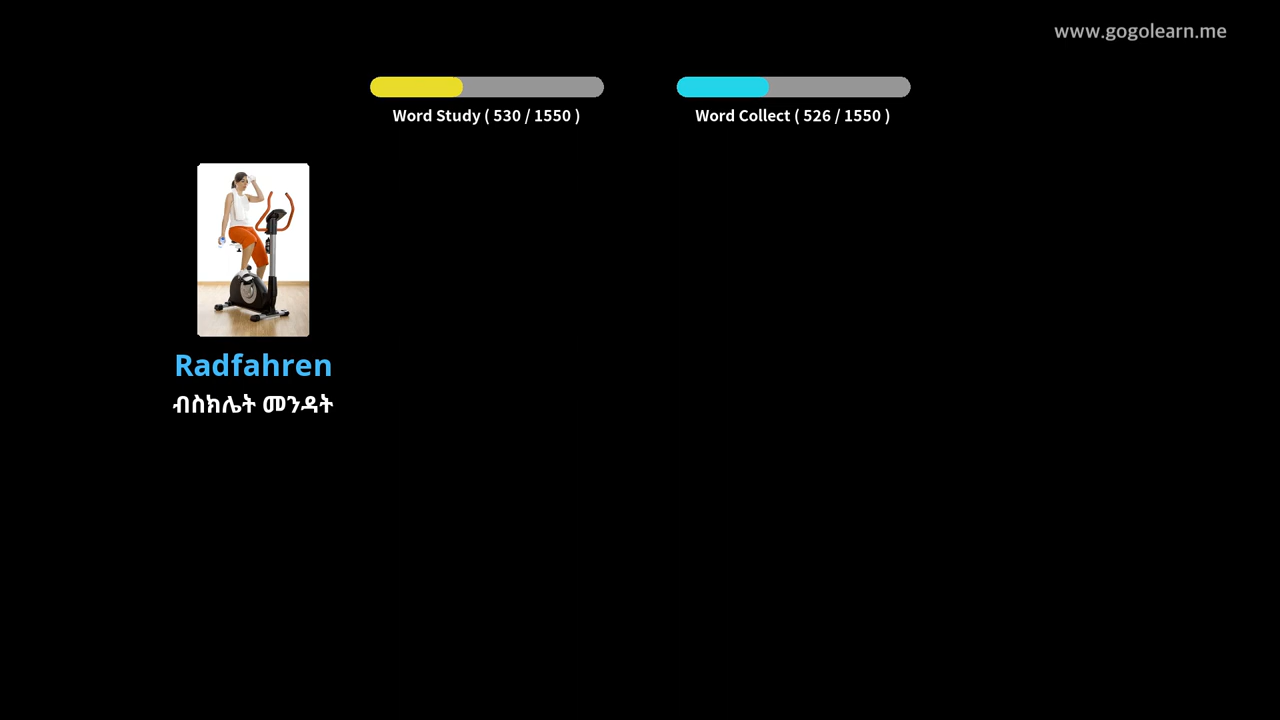 www.gogolearn.me
Word Study ( 530 / 1550 )
Word Collect ( 526 / 1550 )
Radfahren
ብስክሌት መንዳት